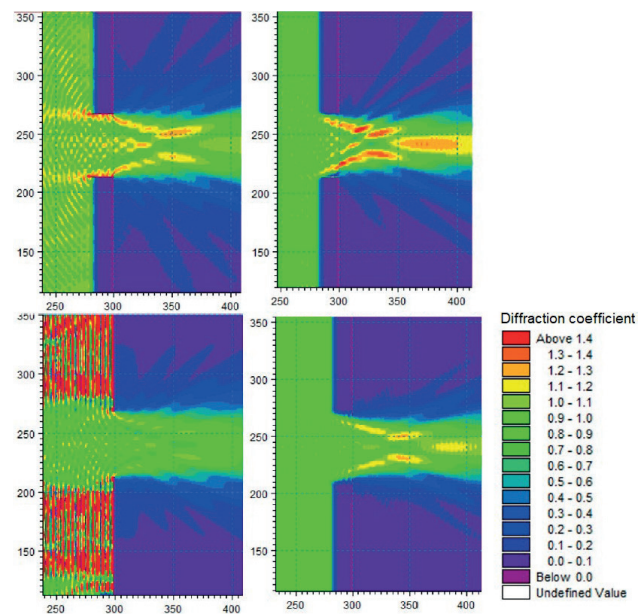 350
300
250
200
150
250 300 350 400
350
300
250
200
150
250 300 350 400
350
300
250
200
150
250 300 350 400
300
250
200
150
250 300 350 400
Diffraction coefficient
Above 1.4
1.3 - 1.4
1.2 - 1.3
1.1 - 1.2
1.0 - 1.1
0.9 - 1.0
0.8 - 0.9
0.7 - 0.8
0.6 - 0.7
0.5 - 0.6
0.4 - 0.5
0.3 - 0.4
0.2 - 0.3
0.1 - 0.2
0.0 - 0.1
Below 0.0
Undefined Value